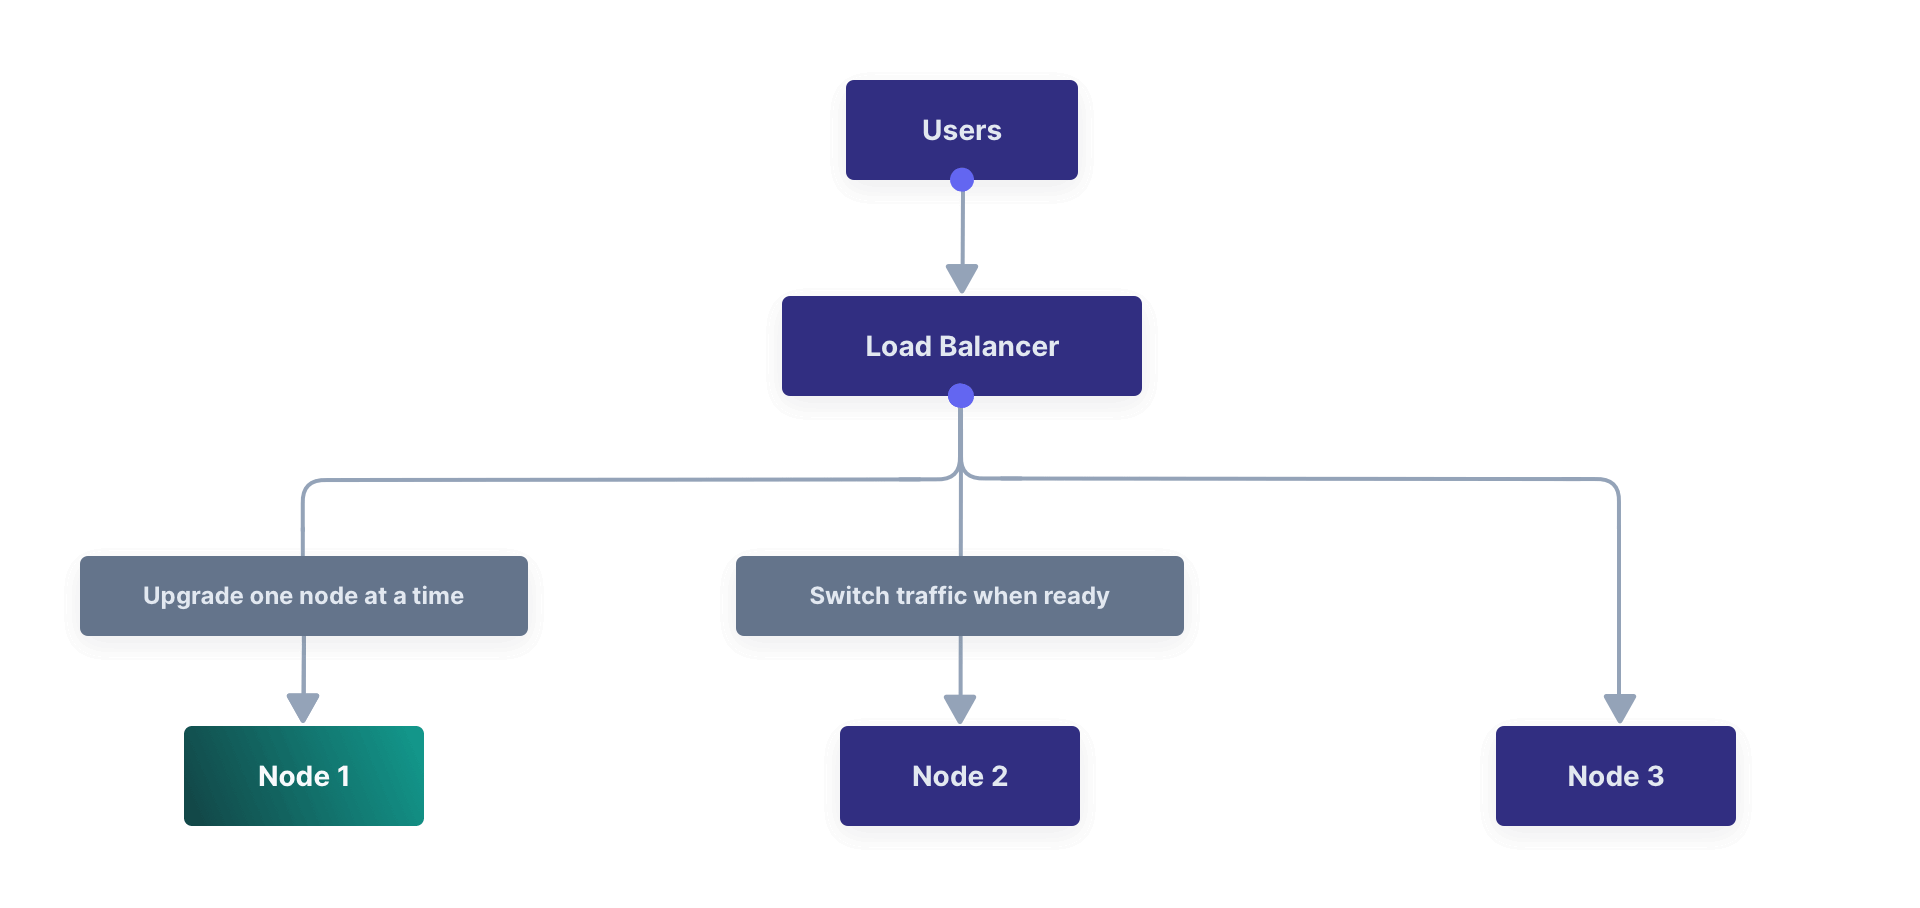 Users
Load Balancer
Upgrade one node at a time
Switch traffic when ready
Node 1
Node 2
Node 3